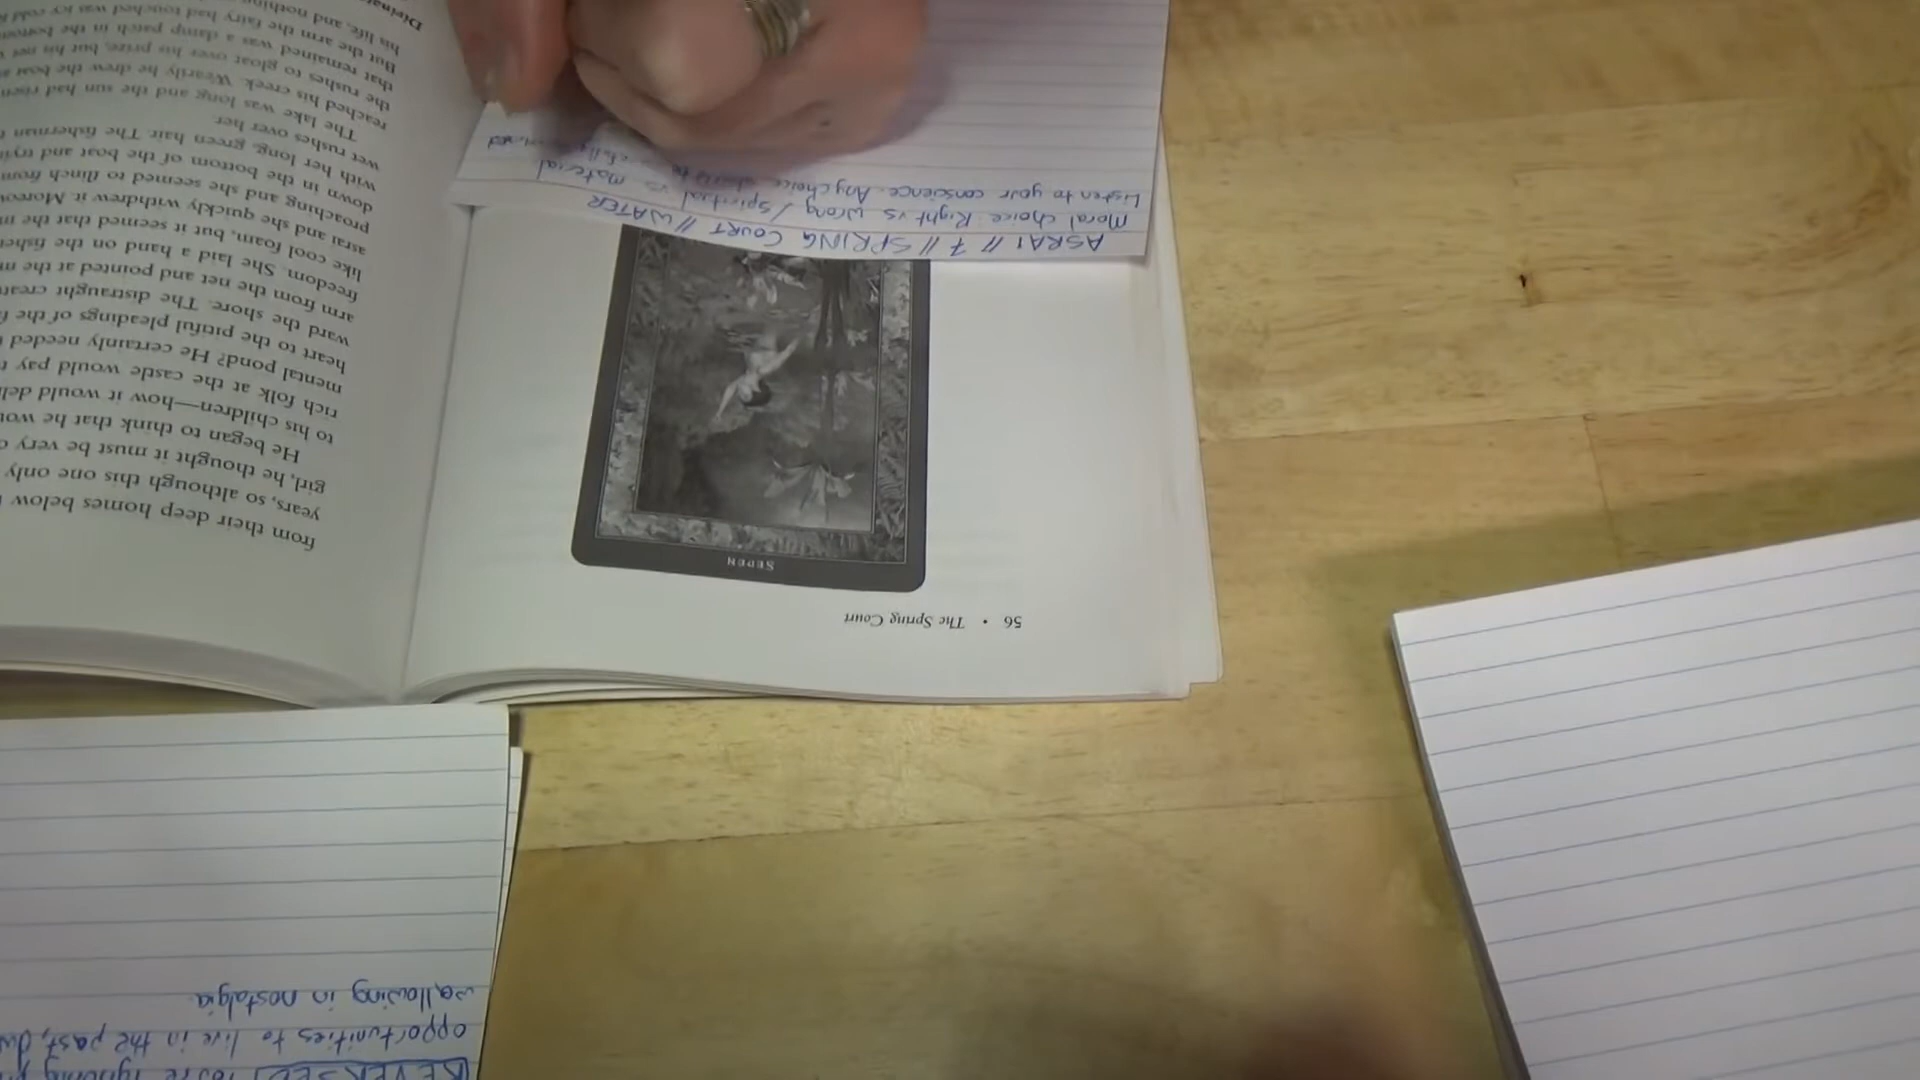 56 • The Spring Court
SEVEN
from their deep homes below
years, so although this one only
girl, he thought it must be very
He began to think that he
to his children—how it would
rich folk at the castle would pay
mental pond? He certainly needed
heart to the pitiful pleadings of the
ward the shore. The distraught
arm from the net and pointed at the
freedom. She laid a hand on the
like cool foam, but it seemed that the
asrai and she quickly withdrew it.
proaching and she seemed to flinch from
down in the bottom of the boat and
with her long, green hair. The fisherman
wet rushes over her.
The lake was long and the sun had
reached his creek. Wearily he drew the boat
the rushes to gloat over his prize, but his net
that remained was a damp patch in the
But the arm the fairy had touched was icy cold
his life, and nothing
ASRAI // 7 // SPRING COURT // WATER
Moral choice. Right vs wrong / spiritual vs material
Listen to your conscience. Any choice
REVERSED
opportunities to live in the past,
wallowing in nostalgia